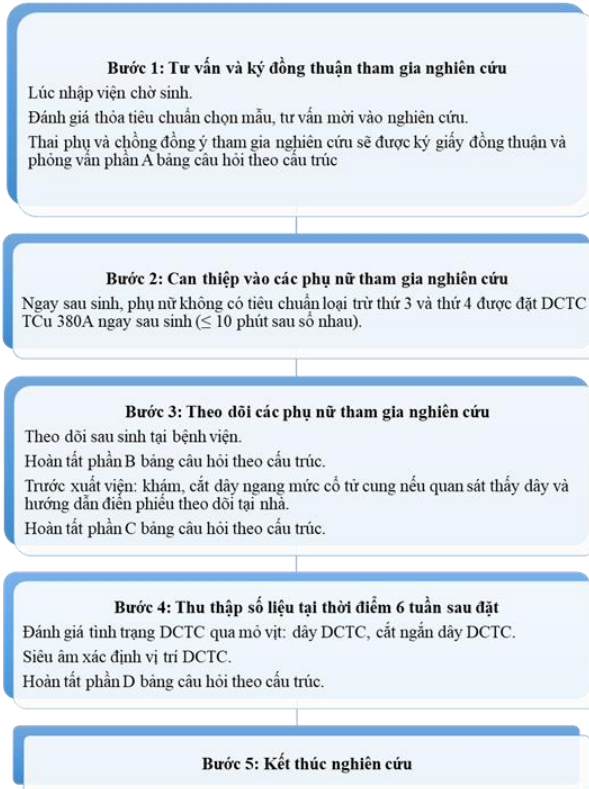 Bước 1: Tư vấn và ký đồng thuận tham gia nghiên cứu
Lúc nhập viện chờ sinh.
Đánh giá thỏa tiêu chuẩn chọn mẫu, tư vấn mời vào nghiên cứu.
Thai phụ và chồng đồng ý tham gia nghiên cứu sẽ được ký giấy đồng thuận và
phỏng vấn phần A bảng câu hỏi theo cấu trúc
Bước 2: Can thiệp vào các phụ nữ tham gia nghiên cứu
Ngay sau sinh, phụ nữ không có tiêu chuẩn loại trừ thứ 3 và thứ 4 được đặt DCTC
TCu 380A ngay sau sinh (≤ 10 phút sau sổ nhau).
Bước 3: Theo dõi các phụ nữ tham gia nghiên cứu
Theo dõi sau sinh tại bệnh viện.
Hoàn tất phần B bảng câu hỏi theo cấu trúc.
Trước xuất viện: khám, cắt dây ngang mức cổ tử cung nếu quan sát thấy dây và
hướng dẫn điền phiếu theo dõi tại nhà.
Hoàn tất phần C bảng câu hỏi theo cấu trúc.
Bước 4: Thu thập số liệu tại thời điểm 6 tuần sau đặt
Đánh giá tình trạng DCTC qua mỏ vịt: dây DCTC, cắt ngắn dây DCTC.
Siêu âm xác định vị trí DCTC.
Hoàn tất phần D bảng câu hỏi theo cấu trúc.
Bước 5: Kết thúc nghiên cứu